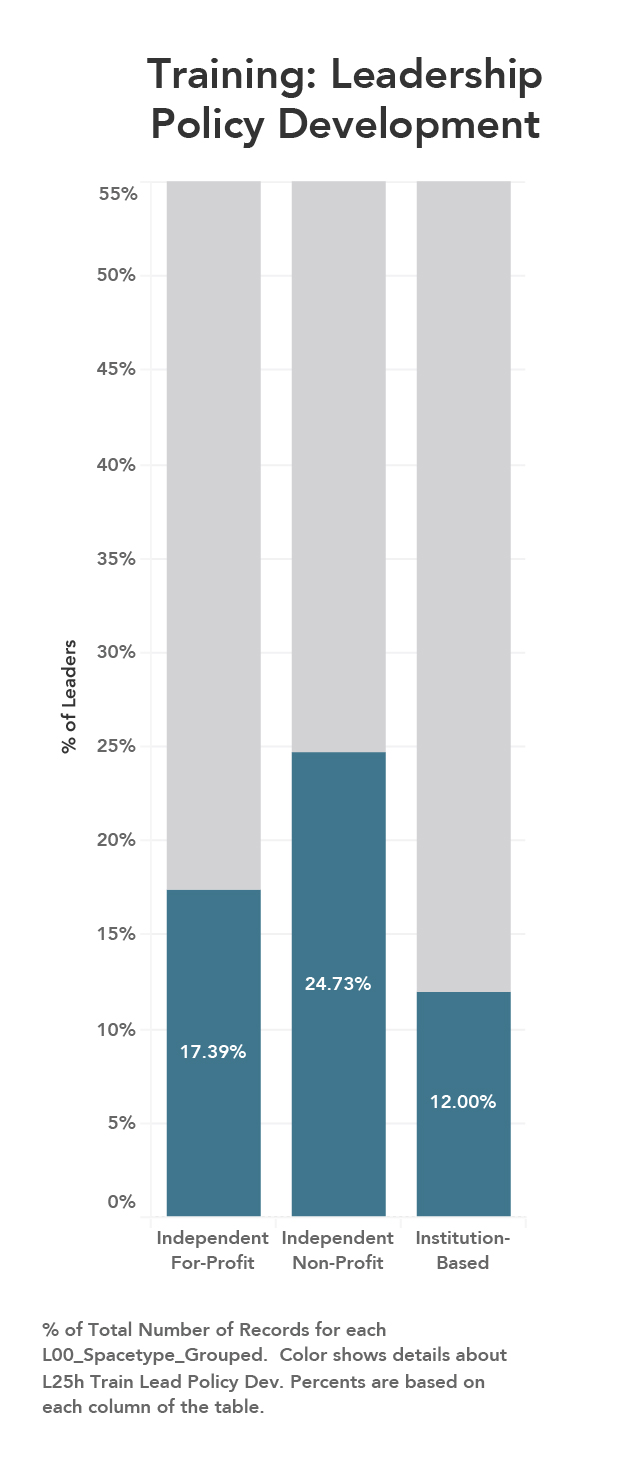 Training: Leadership
Policy Development
55%
50%
45%
40%
35%
30%
25%
20%
15%
10%
5%
0%
% of Leaders
17.39%
24.73%
12.00%
Independent
For-Profit
Independent
Non-Profit
Institution-
Based
% of Total Number of Records for each
L00_Spacetype_Grouped.  Color shows details about
L25h Train Lead Policy Dev. Percents are based on
each column of the table.